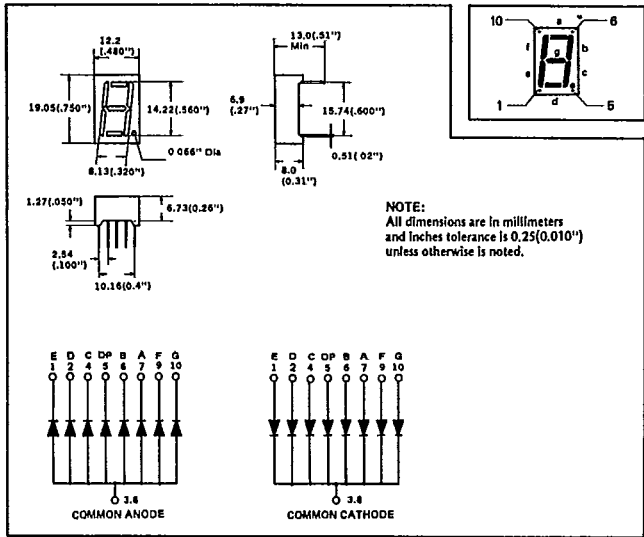 12.2
(.480")
13.0(.51")
Min
10
a
6
f
g
b
e
c
1
d
5
19.05(.750")
14.22(.560")
6.9
(.27")
15.74(.600")
0.066" Dia
8.13(.320")
8.0
(0.31")
0.51(.02")
1.27(.050")
6.73(0.26")
2.54
(.100")
10.16(0.4")
NOTE:
All dimensions are in millimeters
and inches tolerance is 0.25(0.010")
unless otherwise is noted.
E D C DP B A F G
1 2 4 5 6 7 9 10
3.8
COMMON ANODE
E D C DP B A F G
1 2 4 5 6 7 9 10
3.8
COMMON CATHODE